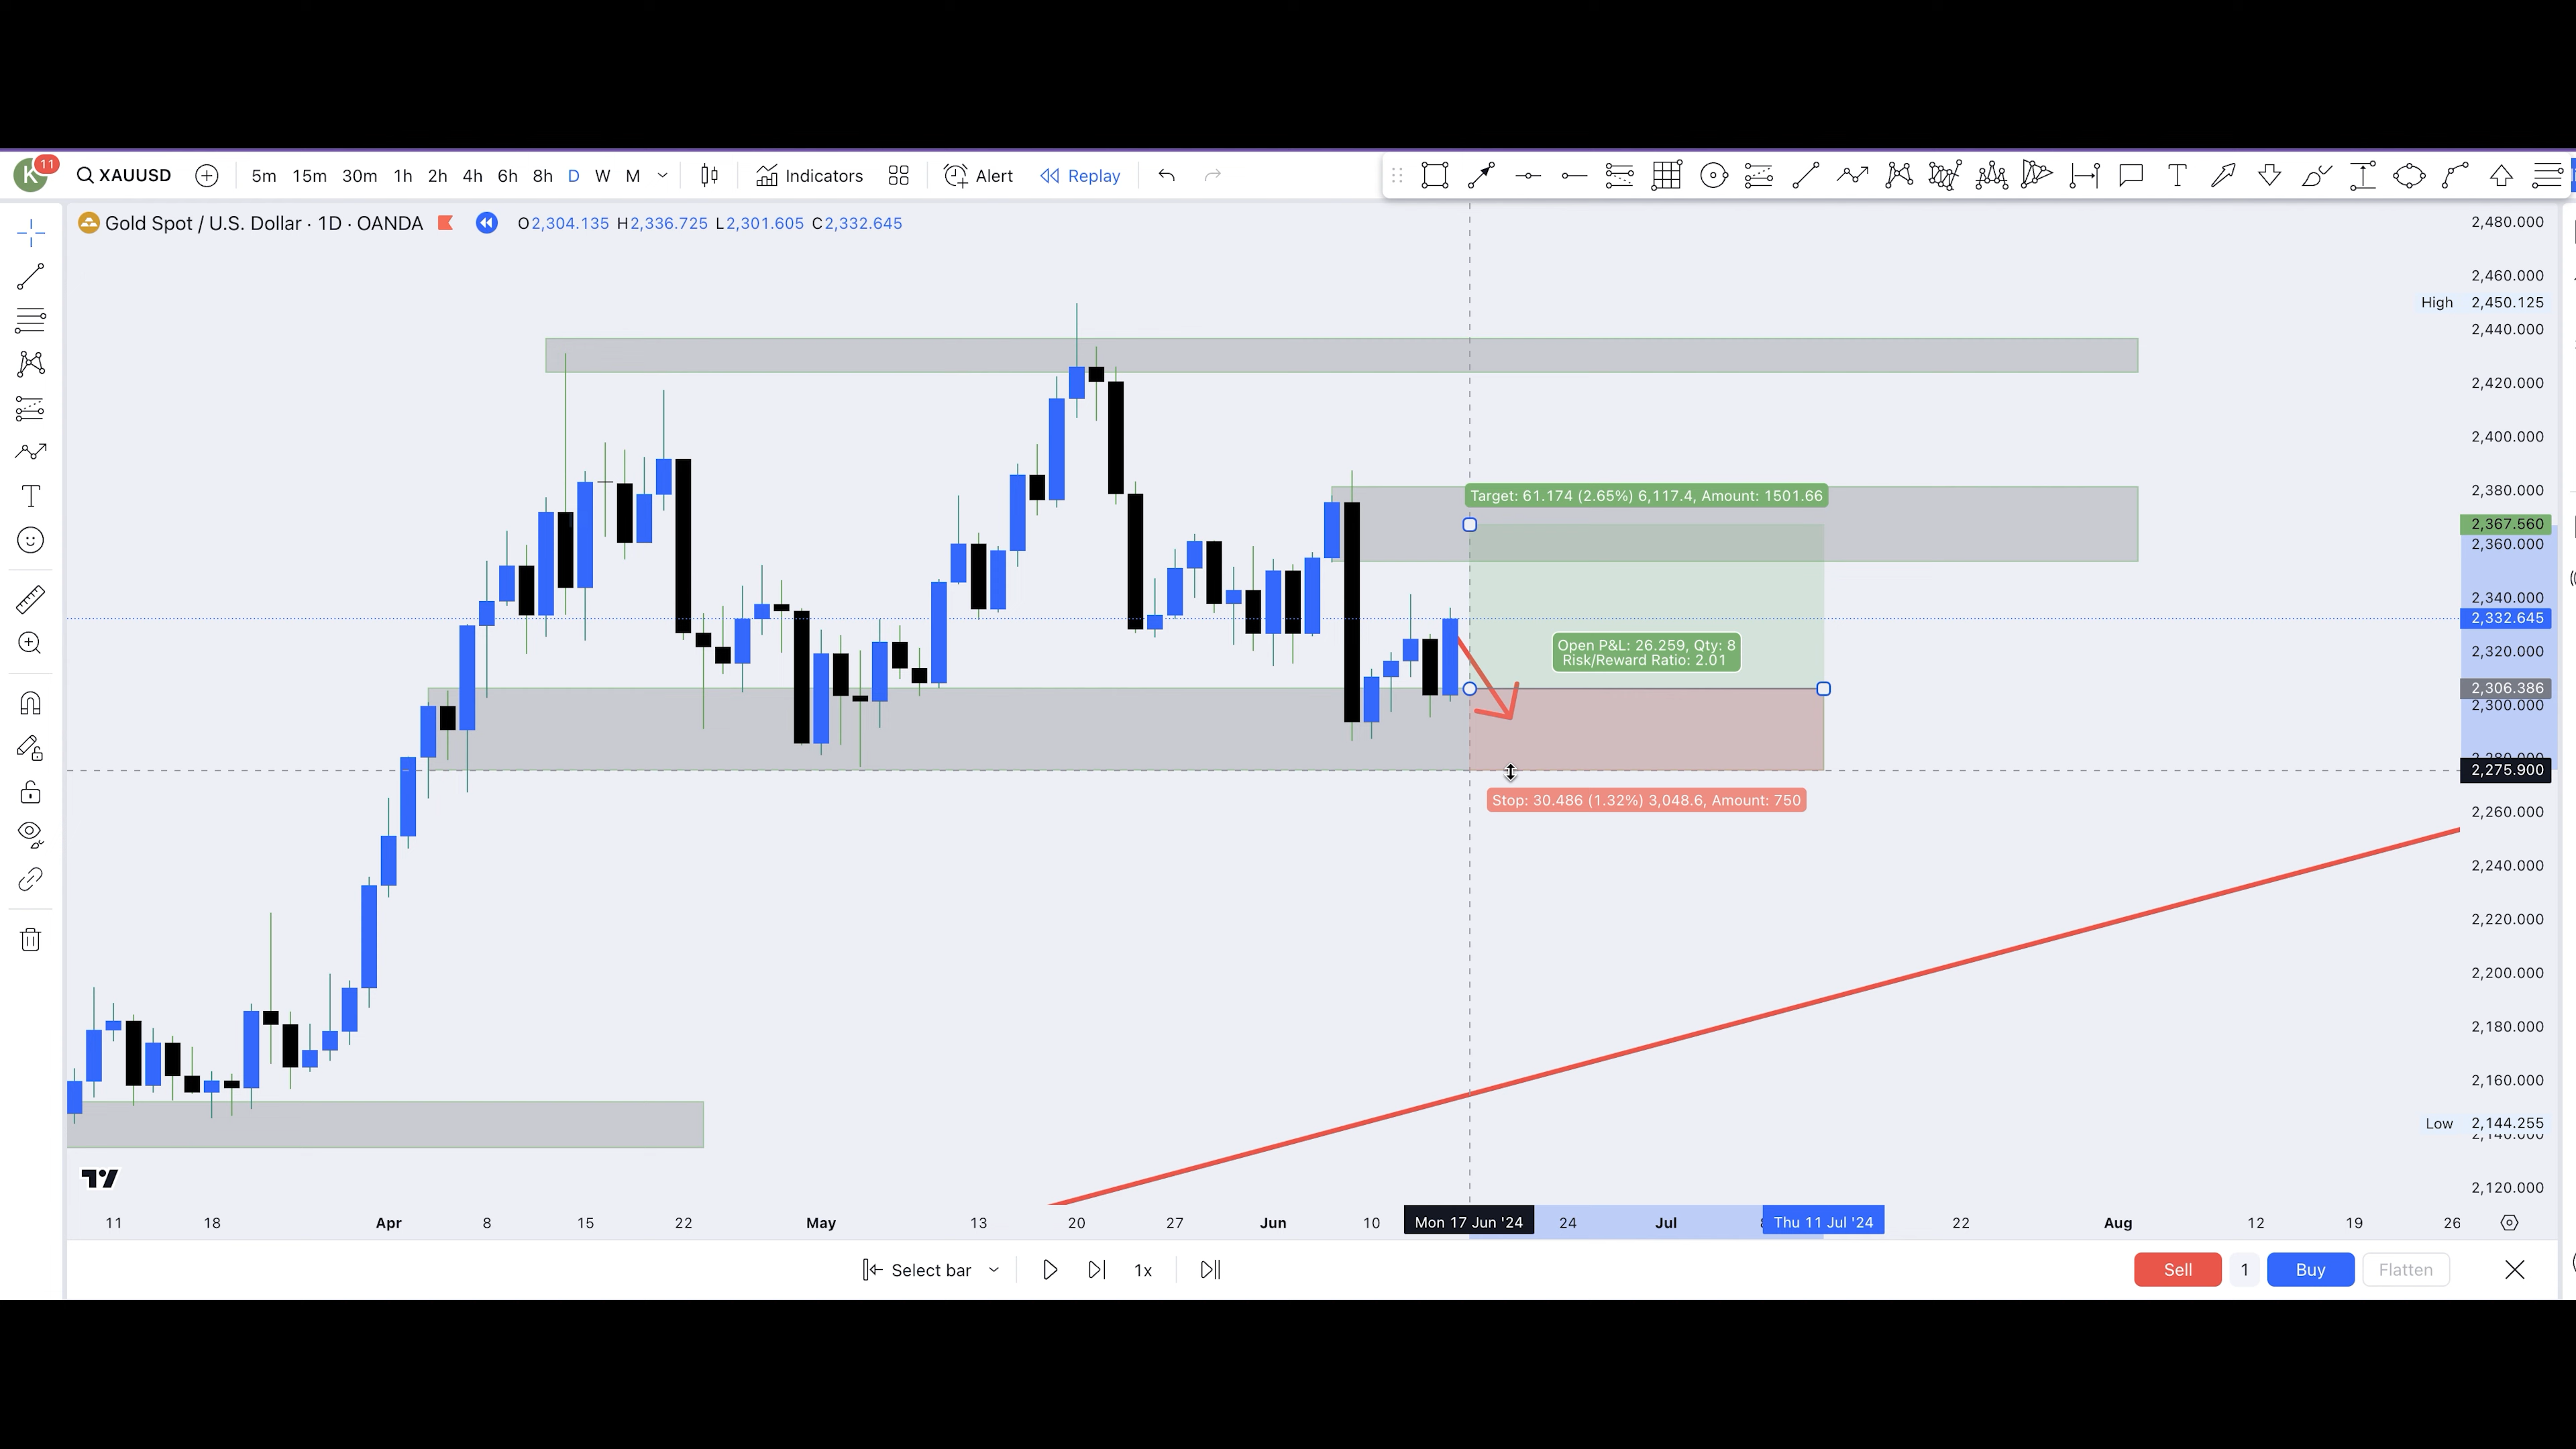 K 11 XAUUSD 5m 15m 30m 1h 2h 4h 6h 8h D W M Indicators Alert Replay
Gold Spot / U.S. Dollar · 1D · OANDA O2,304.135 H2,336.725 L2,301.605 C2,332.645
2,480.000
2,460.000
High 2,450.125
2,440.000
2,420.000
2,400.000
2,380.000
Target: 61.174 (2.65%) 6,117.4, Amount: 1501.66
2,367.560
2,360.000
2,340.000
2,332.645
Open P&L: 26.259, Qty: 8
Risk/Reward Ratio: 2.01
2,320.000
2,306.386
2,300.000
2,275.900
Stop: 30.486 (1.32%) 3,048.6, Amount: 750
2,260.000
2,240.000
2,220.000
2,200.000
2,180.000
2,160.000
Low 2,144.255
2,120.000
11 18 Apr 8 15 22 May 13 20 27 Jun 10 Mon 17 Jun '24 24 Jul Thu 11 Jul '24 22 Aug 12 19 26
Select bar 1x Sell 1 Buy Flatten